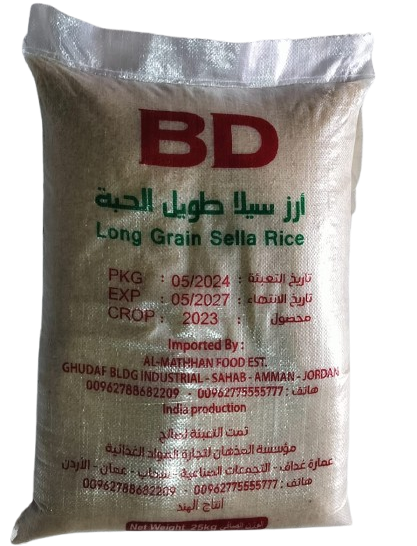 BD
أرز سيلا طويل الحبة
Long Grain Sella Rice
PKG : 05/2024 : تاريخ التعبئة
EXP : 05/2027 : تاريخ الانتهاء
CROP : 2023 : محصول
Imported By :
AL-MATHHAN FOOD EST.
GHUDAF BLDG INDUSTRIAL - SAHAB - AMMAN - JORDAN
00962788682209 - 00962775555777 : هاتف
India production
تمت التعبئة لصالح
مؤسسة المذهان لتجارة المواد الغذائية
عمارة غداف - التجمعات الصناعية - سحاب - عمان - الأردن
00962788682209 - 00962775555777 : هاتف
انتاج الهند
Net Weight 25kg الوزن الصافي